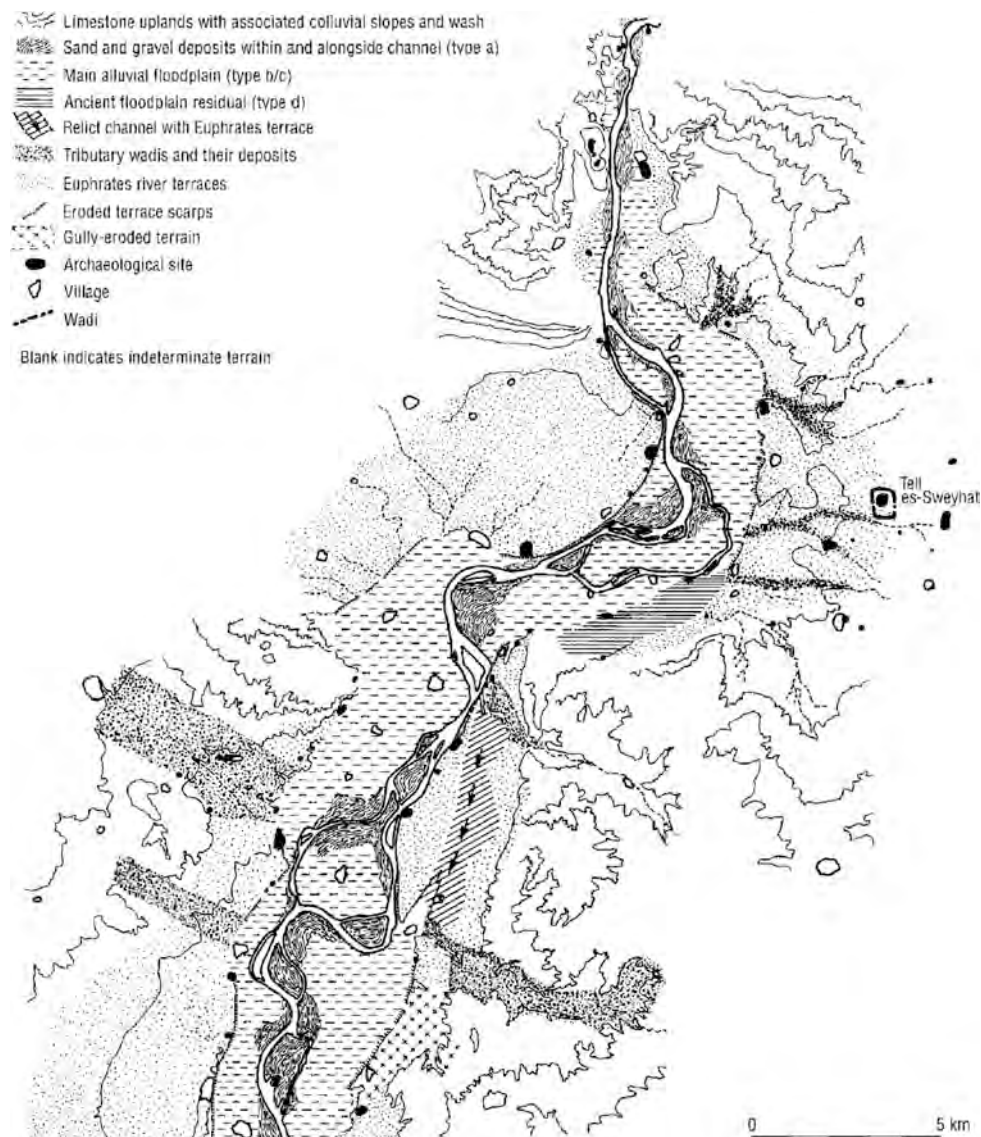 Limestone uplands with associated colluvial slopes and wash
Sand and gravel deposits within and alongside channel (type a)
Main alluvial floodplain (type b/c)
Ancient floodplain residual (type d)
Relict channel with Euphrates terrace
Tributary wadis and their deposits
Euphrates river terraces
Eroded terrace scarps
Gully-eroded terrain
Archaeological site
Village
Wadi
Blank indicates indeterminate terrain
Tell
es-Sweyhat
0 5 km